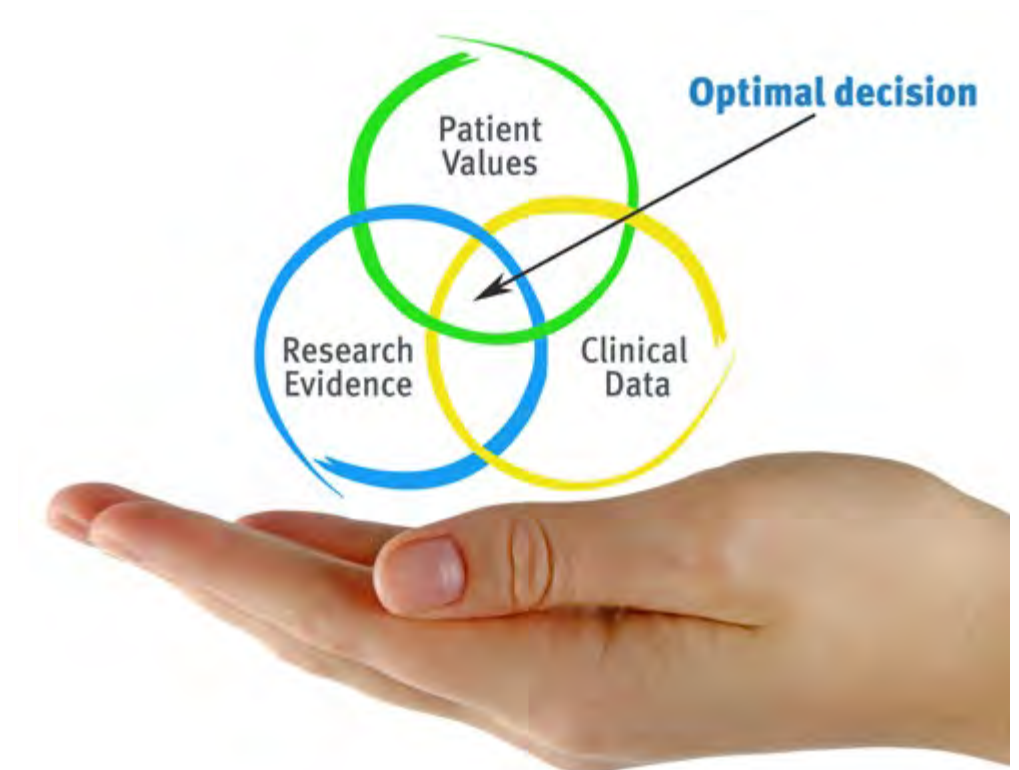 Optimal decision
Patient
Values
Research
Evidence
Clinical
Data